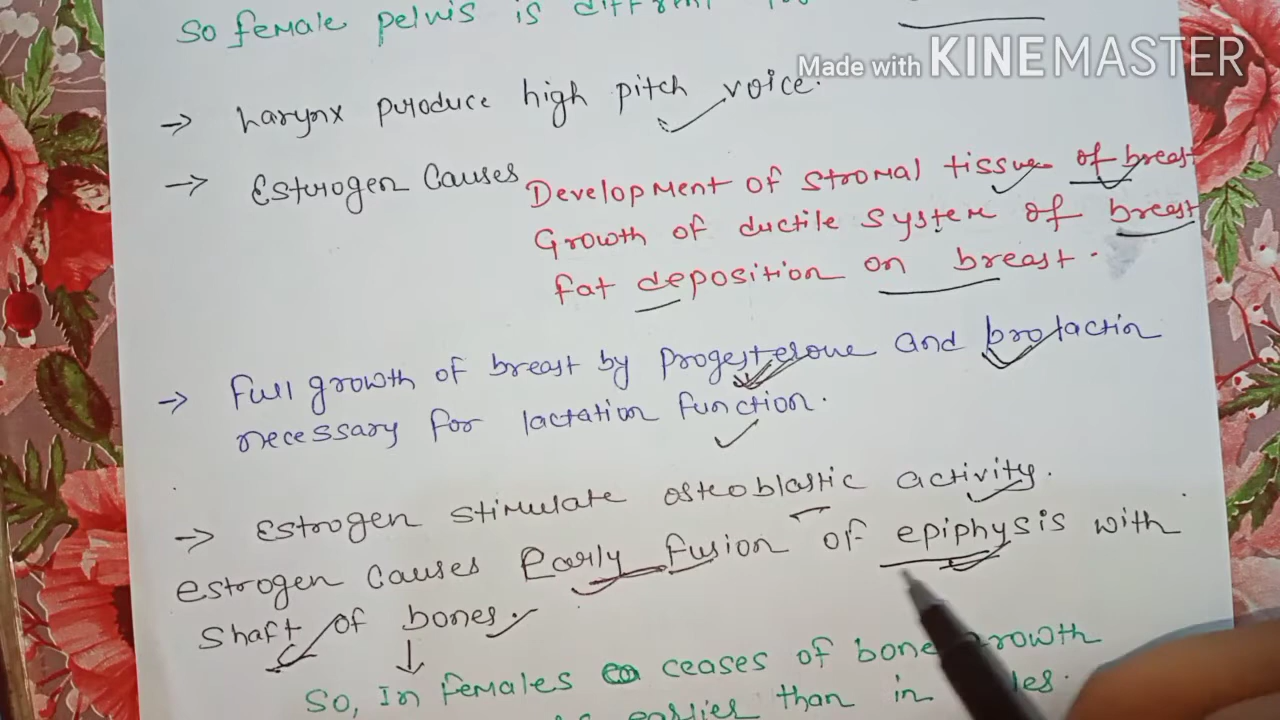 So female pelvis is different
Made with KINEMASTER
→ Larynx produce high pitch voice.
→ Estrogen Causes Development of stromal tissue of breast
Growth of ductile system of breast
fat deposition on breast.
→ Full growth of breast by progesterone and prolactin
necessary for lactation function.
→ Estrogen stimulate osteoblastic activity.
estrogen causes Early fusion of epiphysis with
shaft of bones.
↓
So, In females ceases of bone growth
earlier than in